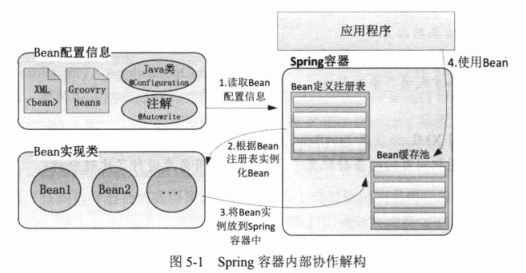 应用程序
Bean配置信息
XML
<bean>
Groovry
beans
Java类
@Configuration
注解
@Autowrite
1.读取Bean
配置信息
Spring容器
4.使用Bean
Bean定义注册表
2.根据Bean
注册表实例
化Bean
Bean实现类
Bean1
Bean2
...
Bean缓存池
3.将Bean实
例放到Spring
容器中
图 5-1 Spring 容器内部协作解构